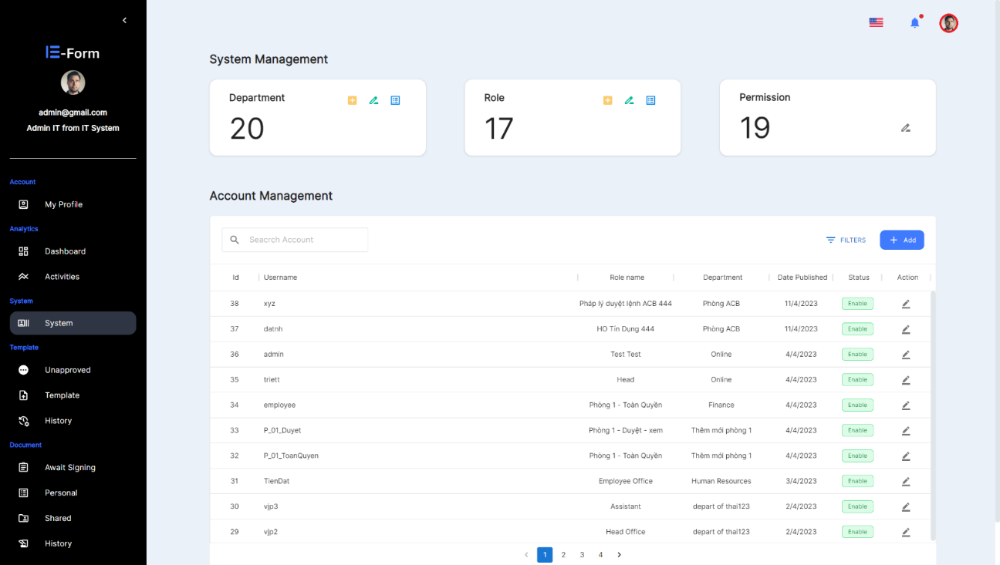 E-Form
admin@gmail.com
Admin IT from IT System
Account
My Profile
Analytics
Dashboard
Activities
System
System
Template
Unapproved
Template
History
Document
Await Signing
Personal
Shared
History
System Management
Department
20
Role
17
Permission
19
Account Management
Seacrch Account
FILTERS
Add
Id Username Role name Department Date Published Status Action
38 xyz Pháp lý duyệt lệnh ACB 444 Phòng ACB 11/4/2023 Enable
37 datnh HO Tín Dụng 444 Phòng ACB 11/4/2023 Enable
36 admin Test Test Online 4/4/2023 Enable
35 triett Head Online 4/4/2023 Enable
34 employee Phòng 1 - Toàn Quyền Finance 4/4/2023 Enable
33 P_01_Duyet Phòng 1 - Duyệt - xem Thêm mới phòng 1 4/4/2023 Enable
32 P_01_ToanQuyen Phòng 1 - Toàn Quyền Thêm mới phòng 1 4/4/2023 Enable
31 TienDat Employee Office Human Resources 3/4/2023 Enable
30 vjp3 Assistant depart of thai123 2/4/2023 Enable
29 vjp2 Head Office depart of thai123 2/4/2023 Enable
1 2 3 4